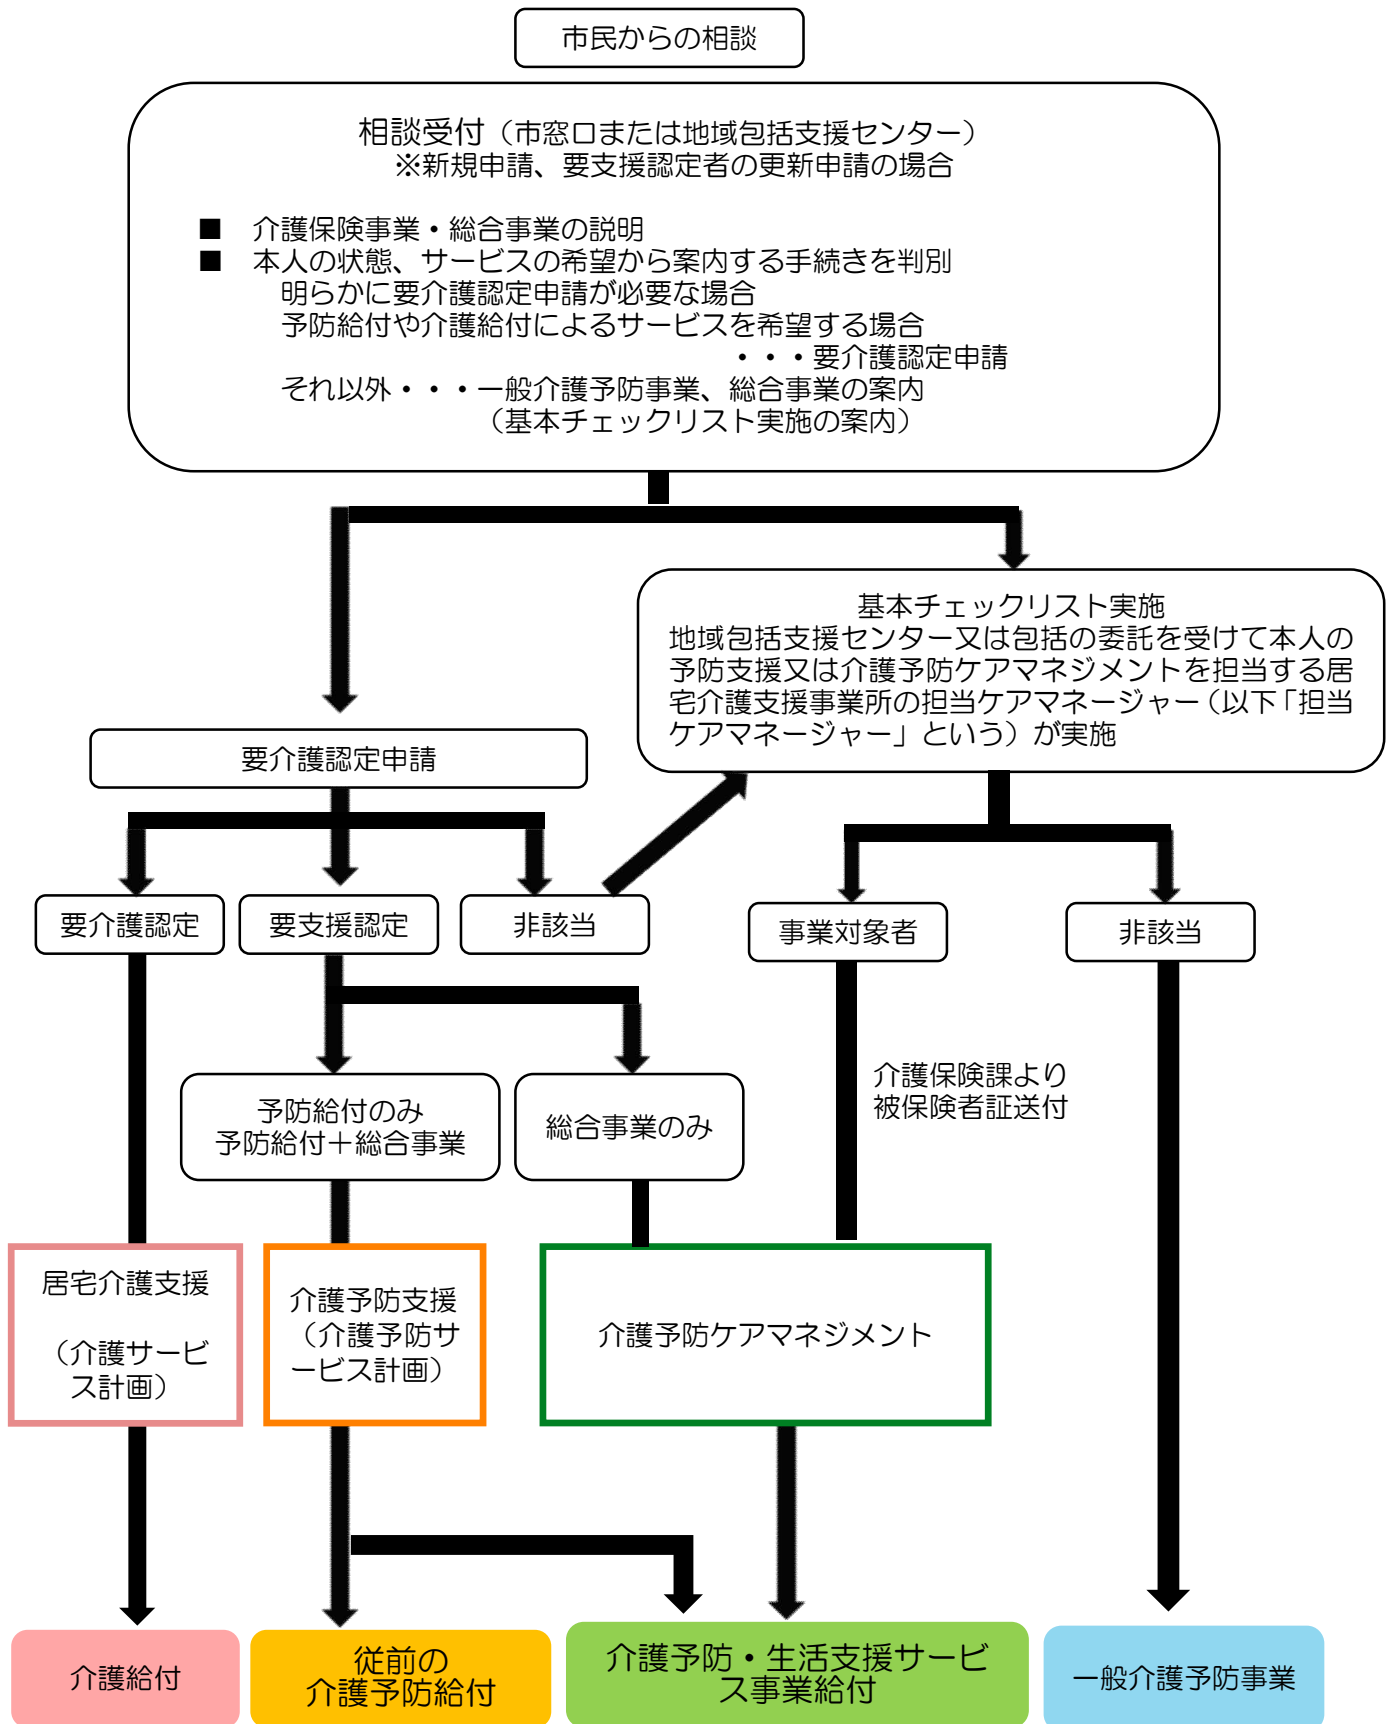 市民からの相談
相談受付（市窓口または地域包括支援センター）
※新規申請、要支援認定者の更新申請の場合
■　介護保険事業・総合事業の説明
■　本人の状態、サービスの希望から案内する手続きを判別
明らかに要介護認定申請が必要な場合
予防給付や介護給付によるサービスを希望する場合
・・・要介護認定申請
それ以外・・・一般介護予防事業、総合事業の案内
（基本チェックリスト実施の案内）
基本チェックリスト実施
地域包括支援センター又は包括の委託を受けて本人の
予防支援又は介護予防ケアマネジメントを担当する居
宅介護支援事業所の担当ケアマネージャー（以下「担当
ケアマネージャー」という）が実施
要介護認定申請
要介護認定
要支援認定
非該当
事業対象者
非該当
介護保険課より
被保険者証送付
予防給付のみ
予防給付＋総合事業
総合事業のみ
居宅介護支援
（介護サービ
ス計画）
介護予防支援
（介護予防サ
ービス計画）
介護予防ケアマネジメント
介護給付
従前の
介護予防給付
介護予防・生活支援サービ
ス事業給付
一般介護予防事業